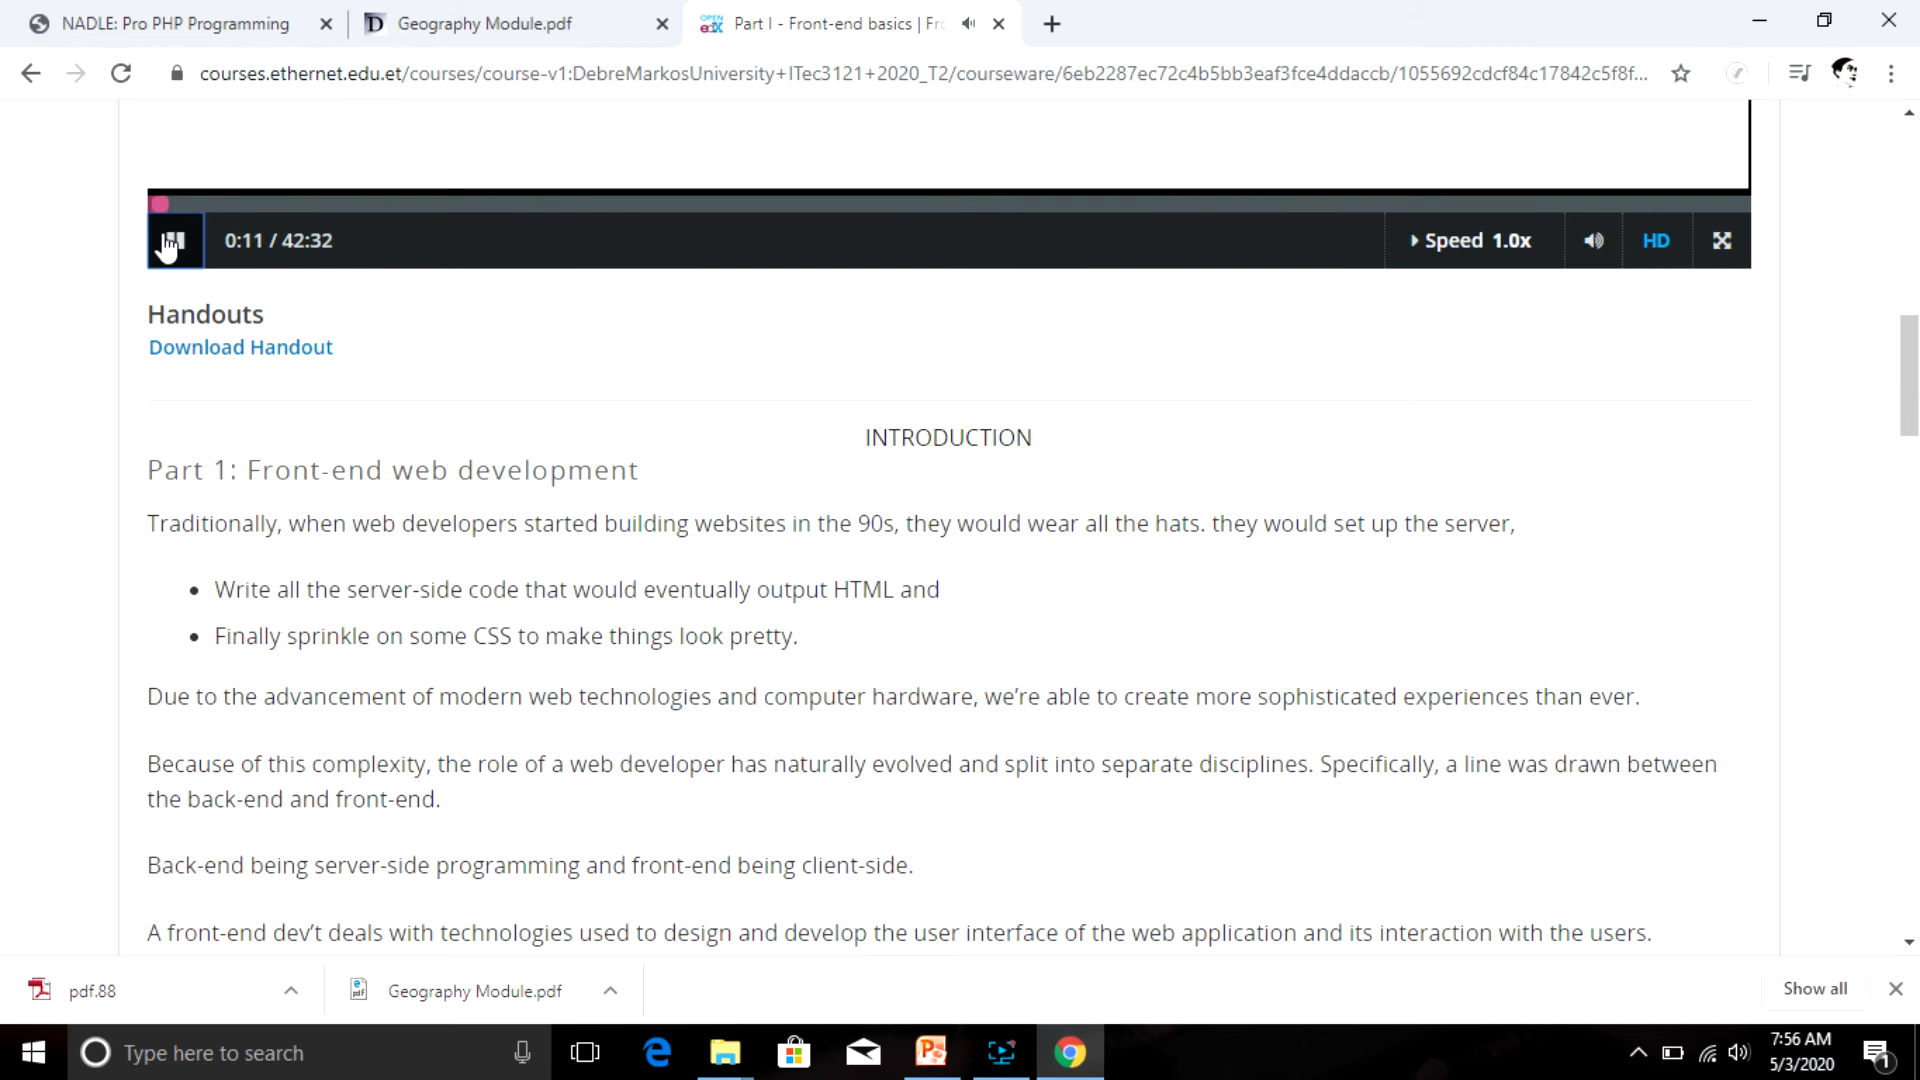 NADLE: Pro PHP Programming
Geography Module.pdf
Part I - Front-end basics | Fr
courses.ethernet.edu.et/courses/course-v1:DebreMarkosUniversity+ITec3121+2020_T2/courseware/6eb2287ec72c4b5bb3eaf3fce4ddaccb/1055692cdcf84c17842c5f8f...
0:11 / 42:32
Speed 1.0x
HD
Handouts
Download Handout
INTRODUCTION
Part 1: Front-end web development
Traditionally, when web developers started building websites in the 90s, they would wear all the hats. they would set up the server,
• Write all the server-side code that would eventually output HTML and
• Finally sprinkle on some CSS to make things look pretty.
Due to the advancement of modern web technologies and computer hardware, we’re able to create more sophisticated experiences than ever.
Because of this complexity, the role of a web developer has naturally evolved and split into separate disciplines. Specifically, a line was drawn between
the back-end and front-end.
Back-end being server-side programming and front-end being client-side.
A front-end dev’t deals with technologies used to design and develop the user interface of the web application and its interaction with the users.
pdf.88
Geography Module.pdf
Show all
Type here to search
7:56 AM
5/3/2020
1